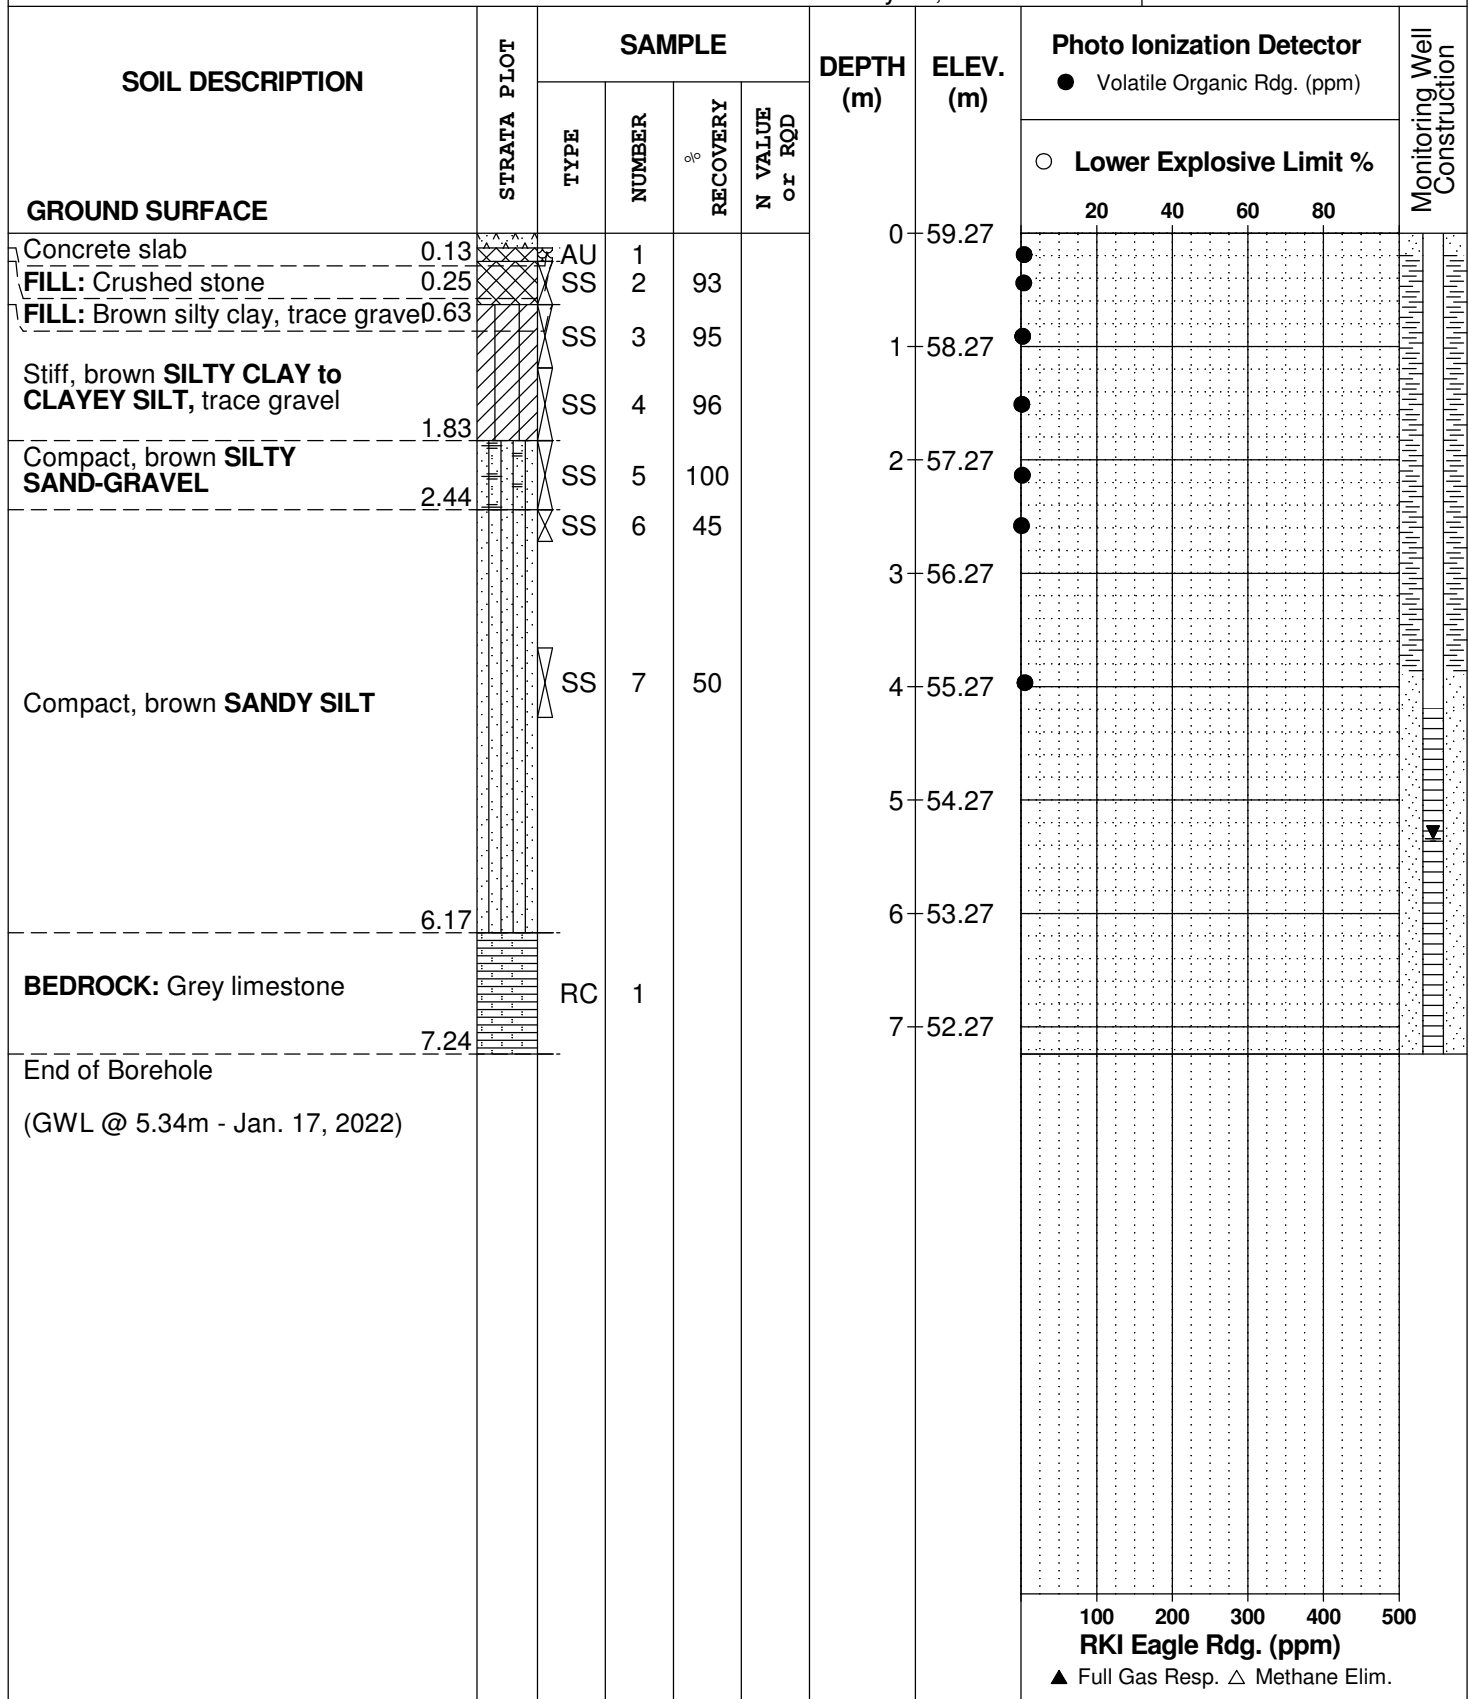 SOIL DESCRIPTION
GROUND SURFACE
STRATA PLOT
SAMPLE
TYPE
NUMBER
%
RECOVERY
N VALUE
or RQD
DEPTH
(m)
ELEV.
(m)
Photo Ionization Detector
● Volatile Organic Rdg. (ppm)
○ Lower Explosive Limit %
20 40 60 80
Monitoring Well
Construction
0 59.27
Concrete slab 0.13
AU 1
FILL: Crushed stone 0.25
SS 2 93
FILL: Brown silty clay, trace gravel 0.63
SS 3 95
1 58.27
Stiff, brown SILTY CLAY to
CLAYEY SILT, trace gravel
SS 4 96
1.83
Compact, brown SILTY
SAND-GRAVEL
2 57.27
SS 5 100
2.44
SS 6 45
3 56.27
Compact, brown SANDY SILT
SS 7 50
4 55.27
5 54.27
6.17
6 53.27
BEDROCK: Grey limestone
RC 1
7 52.27
7.24
End of Borehole
(GWL @ 5.34m - Jan. 17, 2022)
100 200 300 400 500
RKI Eagle Rdg. (ppm)
▲ Full Gas Resp. △ Methane Elim.